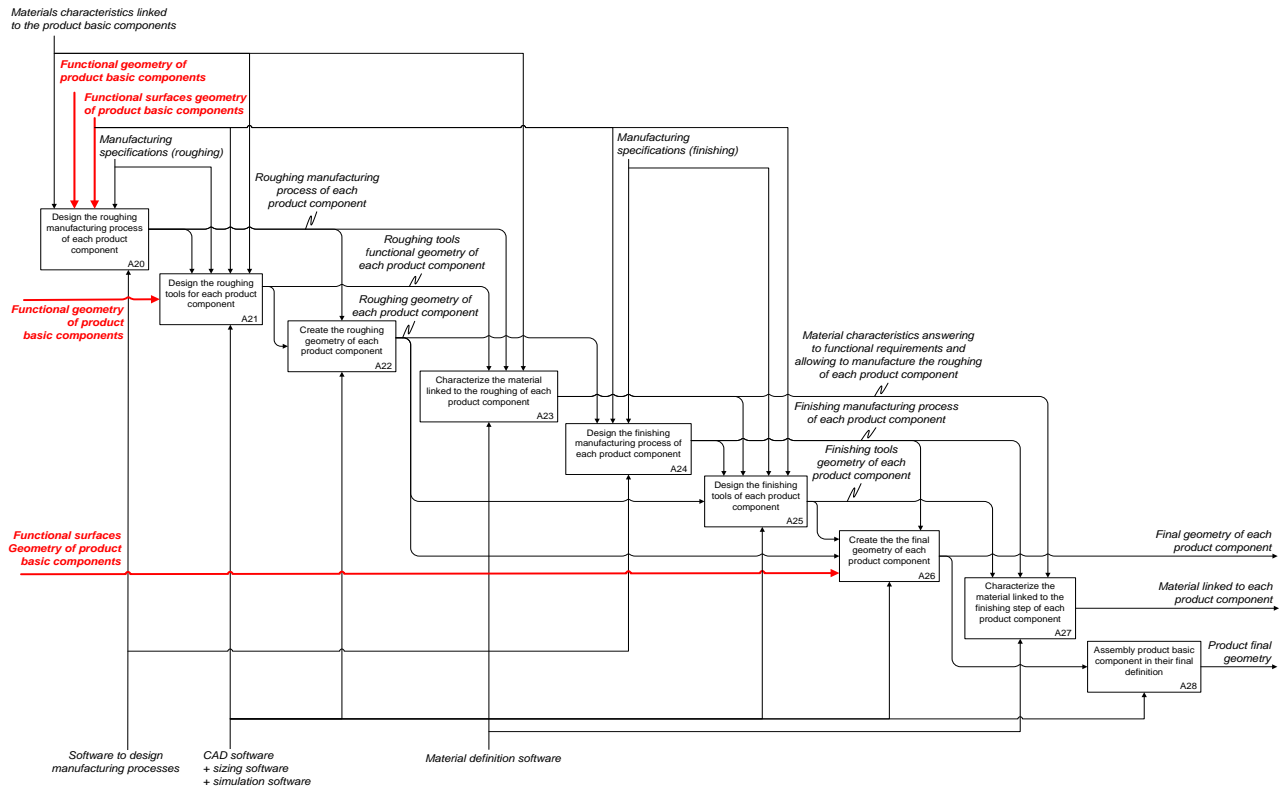 Materials characteristics linked
to the product basic components
Functional geometry of
product basic components
Functional surfaces geometry
of product basic components
Manufacturing
specifications (roughing)
Manufacturing
specifications (finishing)
Roughing manufacturing
process of each
product component
Design the roughing
manufacturing process
of each product
component
A20
Roughing tools
functional geometry of
each product component
Design the roughing
tools for each product
component
A21
Functional geometry
of product
basic components
Roughing geometry of
each product component
Create the roughing
geometry of each
product component
A22
Material characteristics answering
to functional requirements and
allowing to manufacture the roughing
of each product component
Characterize the material
linked to the roughing of each
product component
A23
Finishing manufacturing process
of each product component
Design the finishing
manufacturing process of
each product component
A24
Finishing tools
geometry of each
product component
Design the finishing
tools of each product
component
A25
Functional surfaces
Geometry of product
basic components
Create the the final
geometry of each
product component
A26
Final geometry of each
product component
Characterize the
material linked to the
finishing step of each
product component
A27
Material linked to each
product component
Assembly product basic
component in their final
definition
A28
Product final
geometry
Software to design
manufacturing processes
CAD software
+ sizing software
+ simulation software
Material definition software